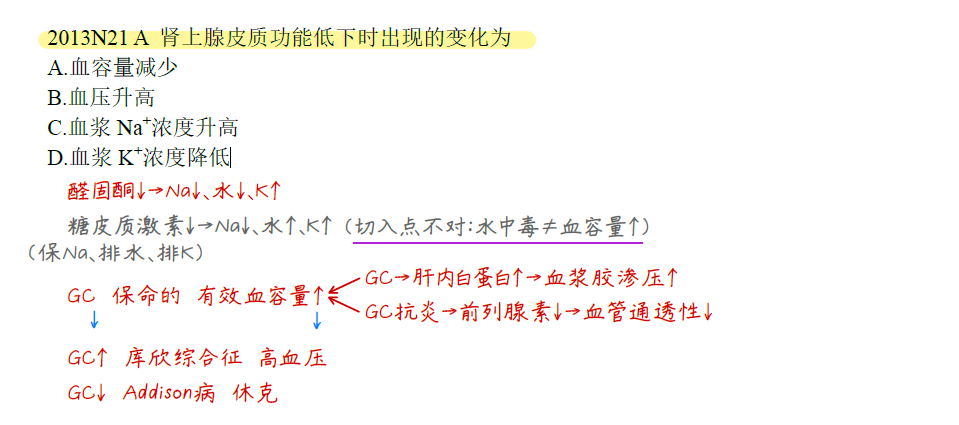 2013N21 A 肾上腺皮质功能低下时出现的变化为
A.血容量减少
B.血压升高
C.血浆 Na⁺浓度升高
D.血浆 K⁺浓度降低
醛固酮↓→Na↓、水↓、K↑
糖皮质激素↓→Na↓、水↑、K↑（切入点不对：水中毒≠血容量↑）
（保Na、排水、排K）
GC→肝内白蛋白↑→血浆胶渗压↑
GC 保命的 有效血容量↑
GC抗炎→前列腺素↓→血管通透性↓
↓ ↓
GC↑ 库欣综合征 高血压
GC↓ Addison病 休克